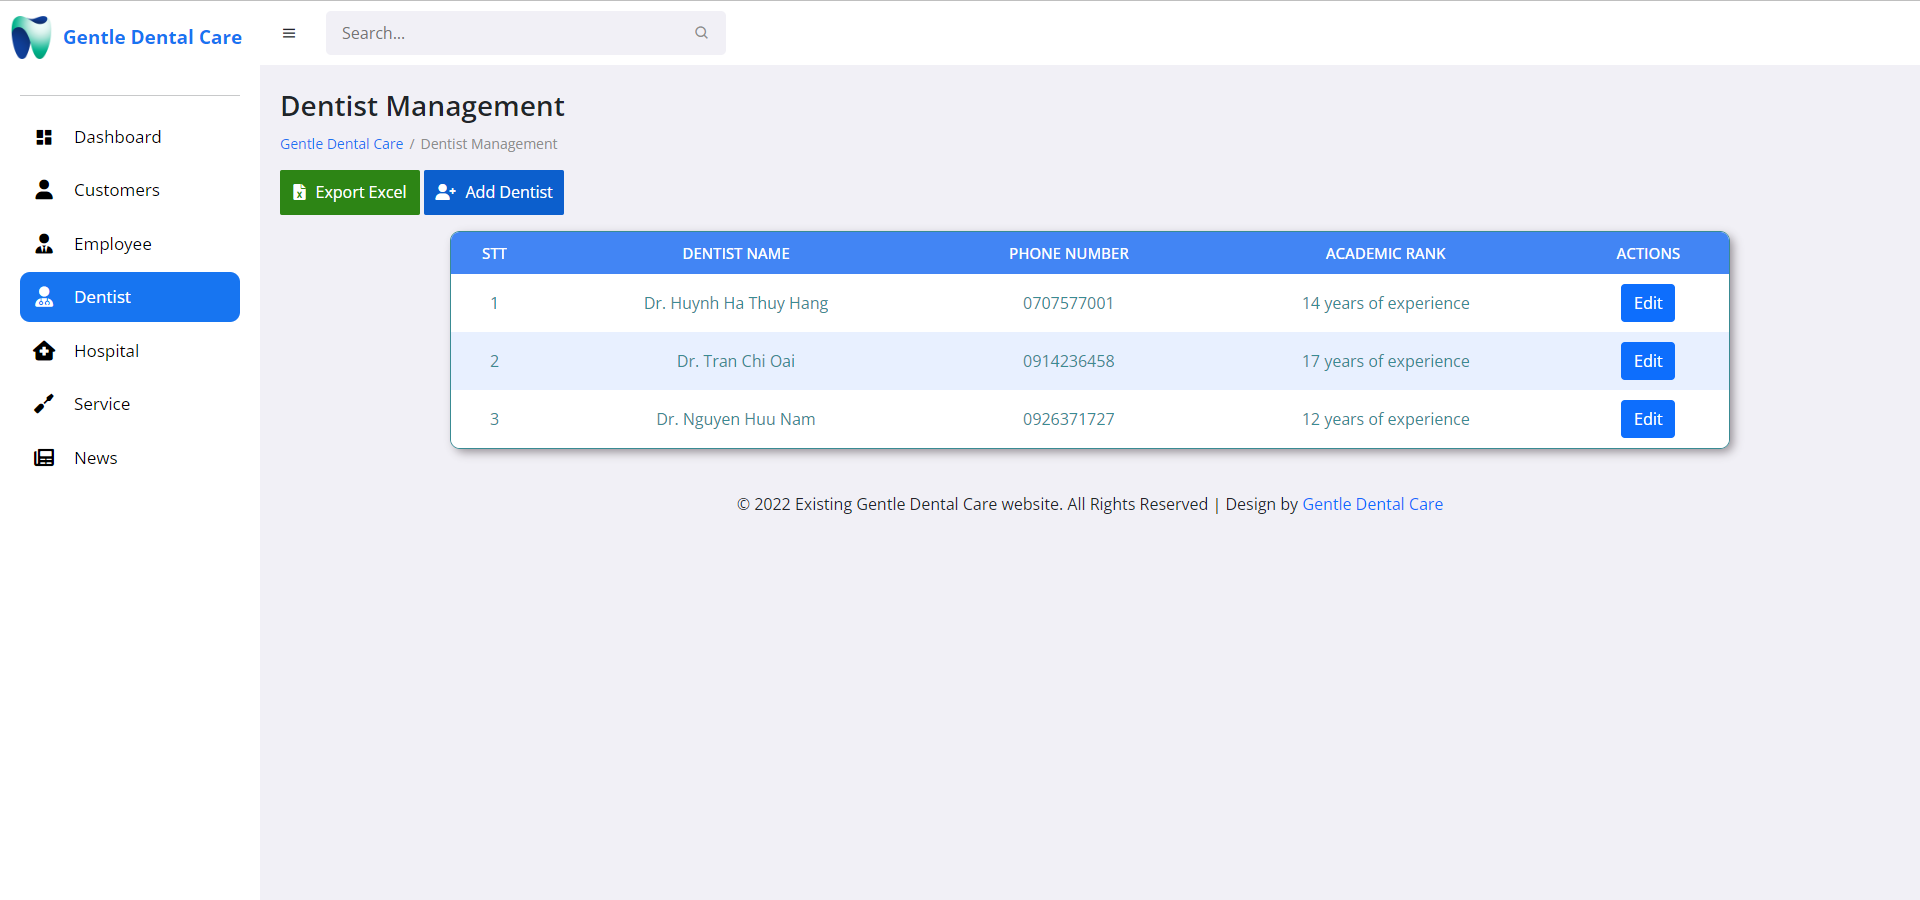 Gentle Dental Care
Search...
Dashboard
Customers
Employee
Dentist
Hospital
Service
News
Dentist Management
Gentle Dental Care / Dentist Management
Export Excel Add Dentist
STT DENTIST NAME PHONE NUMBER ACADEMIC RANK ACTIONS
1 Dr. Huynh Ha Thuy Hang 0707577001 14 years of experience Edit
2 Dr. Tran Chi Oai 0914236458 17 years of experience Edit
3 Dr. Nguyen Huu Nam 0926371727 12 years of experience Edit
© 2022 Existing Gentle Dental Care website. All Rights Reserved | Design by Gentle Dental Care